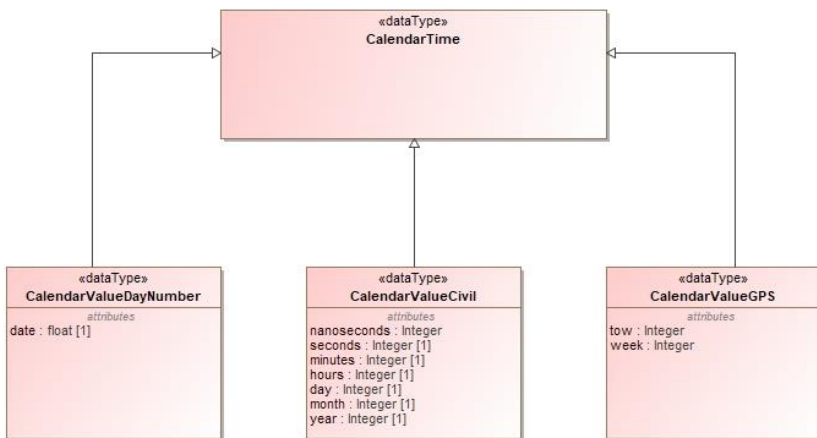 «dataType»
CalendarTime
«dataType»
CalendarValueDayNumber
attributes
date : float [1]
«dataType»
CalendarValueCivil
attributes
nanoseconds : Integer
seconds : Integer [1]
minutes : Integer [1]
hours : Integer [1]
day : Integer [1]
month : Integer [1]
year : Integer [1]
«dataType»
CalendarValueGPS
attributes
tow : Integer
week : Integer